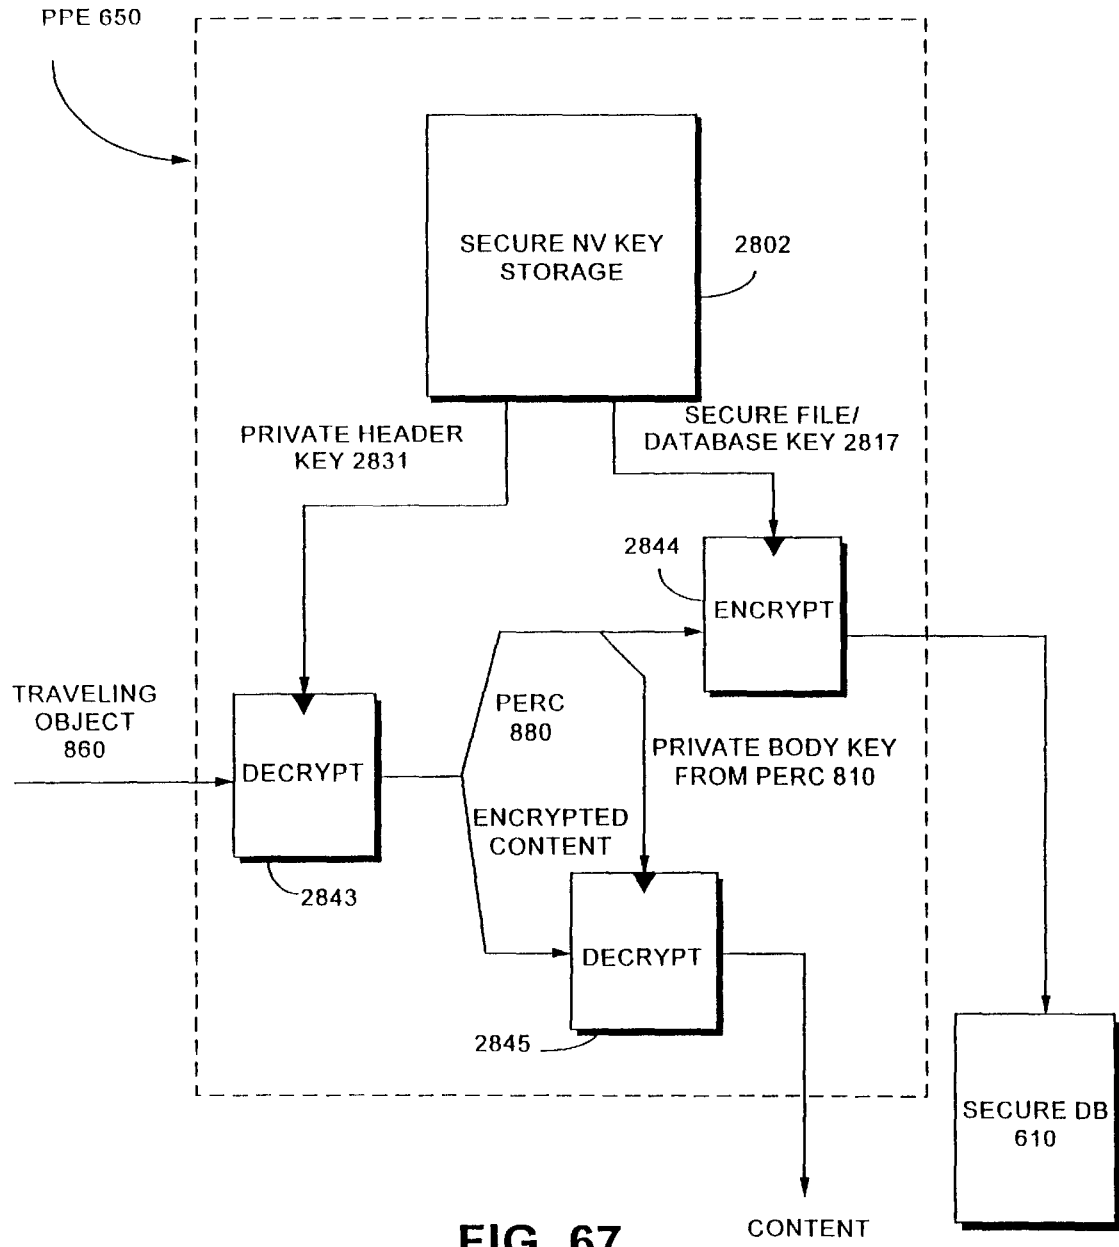 PPE 650
SECURE NV KEY
STORAGE
2802
PRIVATE HEADER
KEY 2831
SECURE FILE/
DATABASE KEY 2817
2844
ENCRYPT
TRAVELING
OBJECT
860
DECRYPT
PERC
880
PRIVATE BODY KEY
FROM PERC 810
ENCRYPTED
CONTENT
2843
DECRYPT
2845
SECURE DB
610
CONTENT
FIG. 67